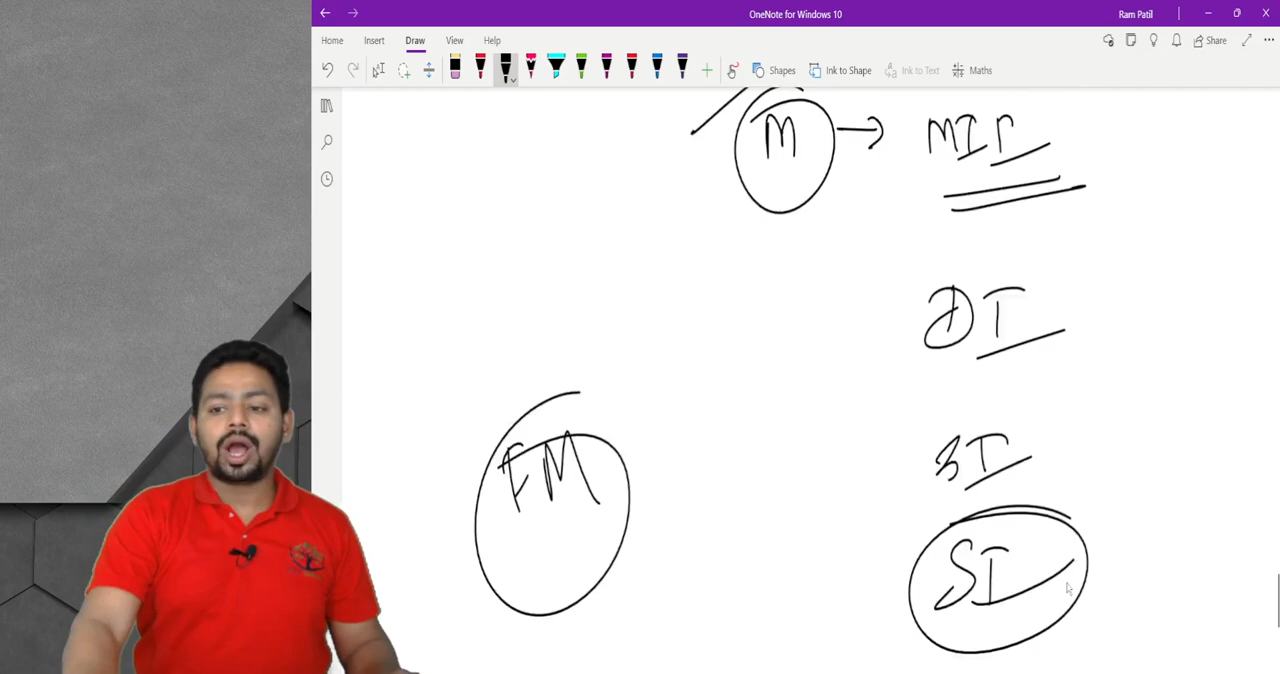 OneNote for Windows 10
Ram Patil
Home Insert Draw View Help
Share
Shapes
Ink to Shape
Ink to Text
Maths
M → MIP
DI
3I
FM
SI